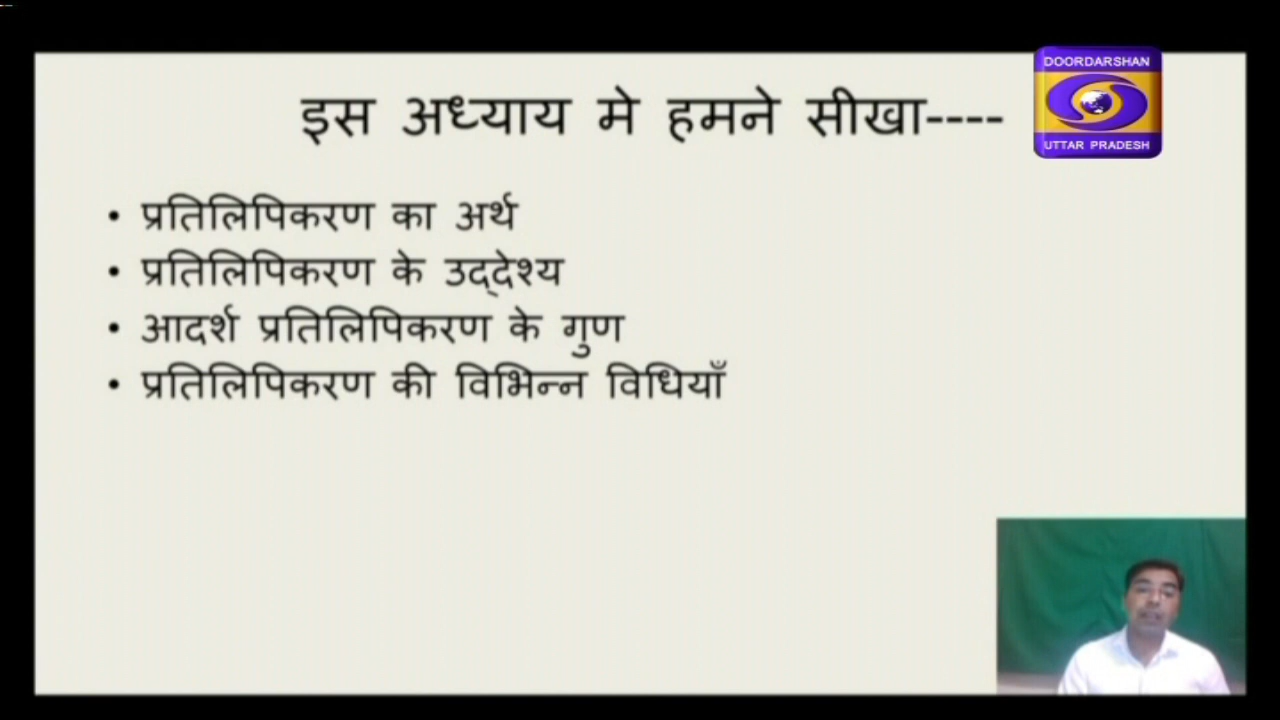 इस अध्याय मे हमने सीखा----
DOORDARSHAN
UTTAR PRADESH
• प्रतिलिपिकरण का अर्थ
• प्रतिलिपिकरण के उद्‌देश्य
• आदर्श प्रतिलिपिकरण के गुण
• प्रतिलिपिकरण की विभिन्न विधियाँ